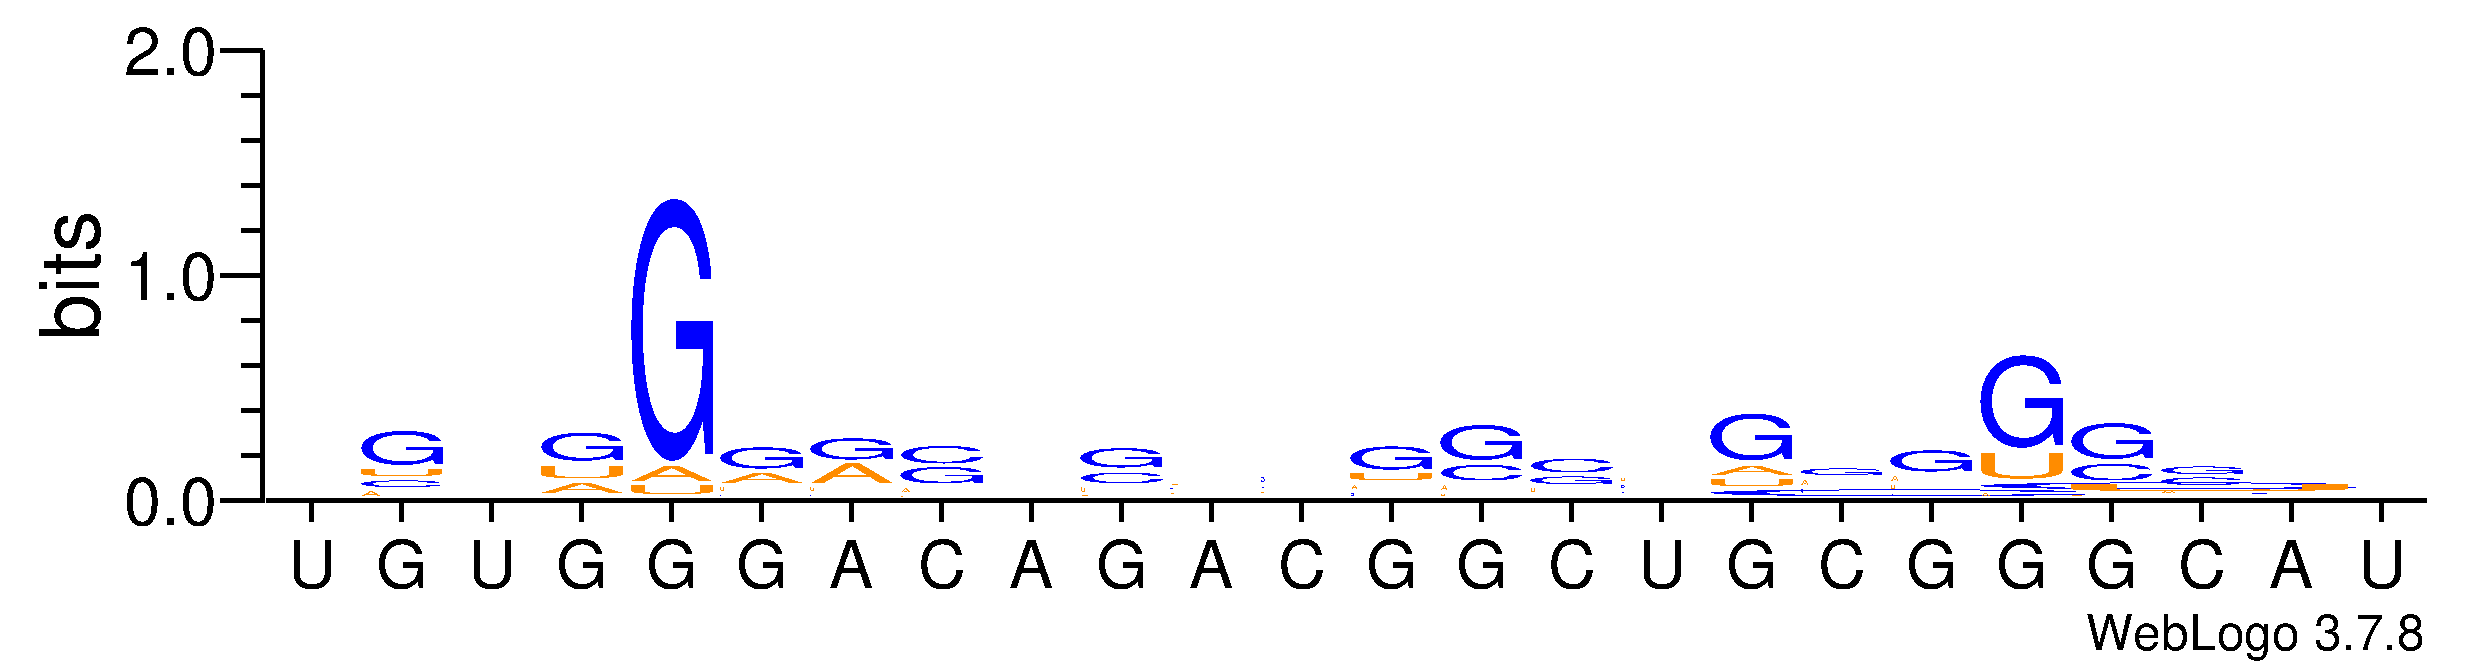 2.0
1.0
0.0
bits
G U C A
G U A
G A U
G A
G A
C G
G C
G U
G C
C G
G A U C
C
G
G U
G C
C G
U G U G G G A C A G A C G G C U G C G G G C A U
WebLogo 3.7.8